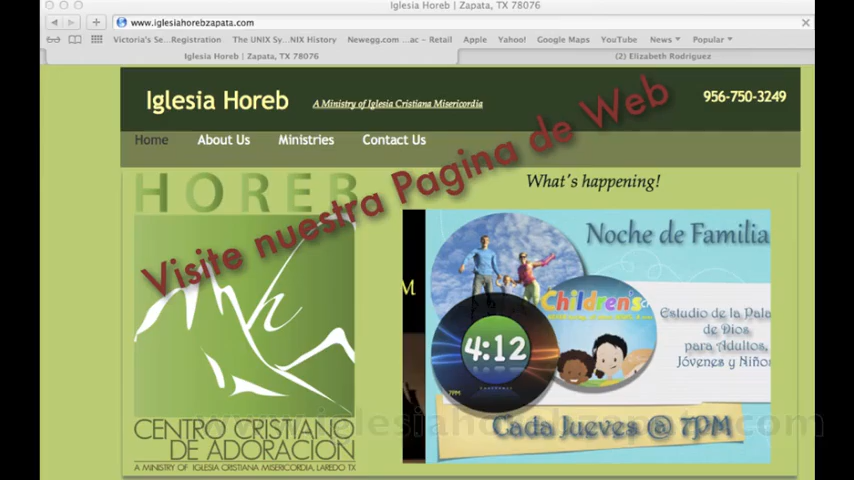 Iglesia Horeb | Zapata, TX 78076
www.iglesiahorebzapata.com
Victoria's Se...Registration The UNIX Sy...NIX History Newegg.com ...ac – Retail Apple Yahoo! Google Maps YouTube News Popular
Iglesia Horeb | Zapata, TX 78076 (2) Elizabeth Rodriguez
Iglesia Horeb A Ministry of Iglesia Cristiana Misericordia 956-750-3249
Home About Us Ministries Contact Us
Visite nuestra Pagina de Web
What's happening!
HOREB
Noche de Familia
M
Children's
Estudio de la Pala
de Dios
para Adultos,
Jóvenes y Niño
4:12
7PM
Cada Jueves @ 7PM
www.iglesiahorebzapata.com
CENTRO CRISTIANO
DE ADORACION
A MINISTRY OF IGLESIA CRISTIANA MISERICORDIA, LAREDO TX